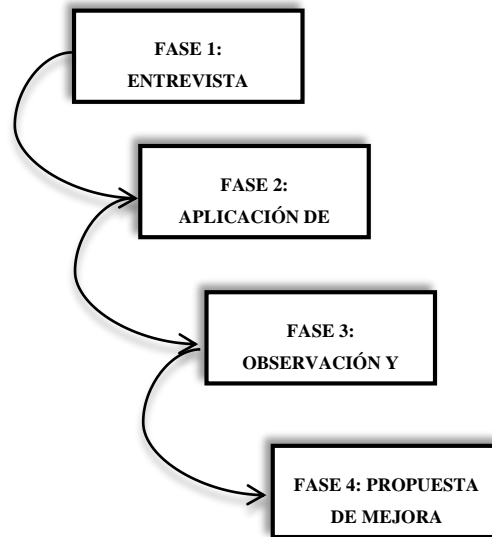 FASE 1:
ENTREVISTA
FASE 2:
APLICACIÓN DE
FASE 3:
OBSERVACIÓN Y
FASE 4: PROPUESTA
DE MEJORA